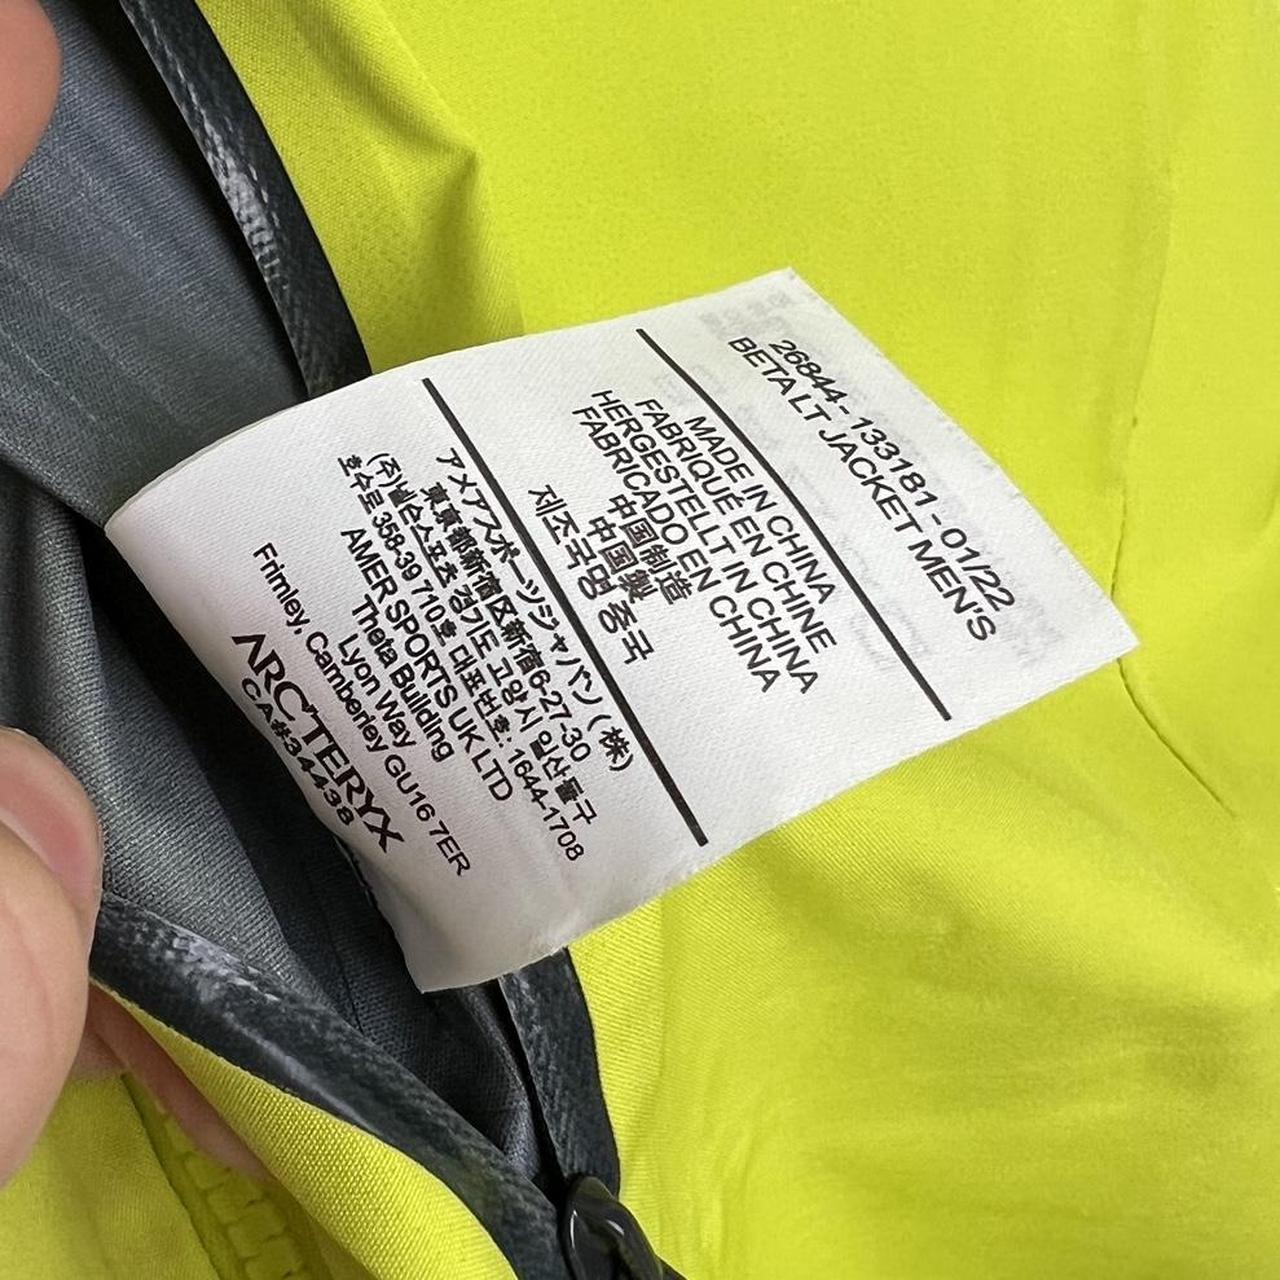 26844-133181-01/22
BETA LT JACKET MEN'S
MADE IN CHINA
FABRIQUÉ EN CHINE
HERGESTELLT IN CHINA
FABRICADO EN CHINA
中国制造
中国製
제조국명 중국
アメアスポーツジャパン (株)
東京都新宿区新宿6-27-30
(주)넬슨스포츠 경기도 고양시 일산동구
호수로 358-39 710호 대표번호: 1644-1708
AMER SPORTS UK LTD
Theta Building
Lyon Way
Frimley, Camberley GU16 7ER
ARC'TERYX
CA#34438